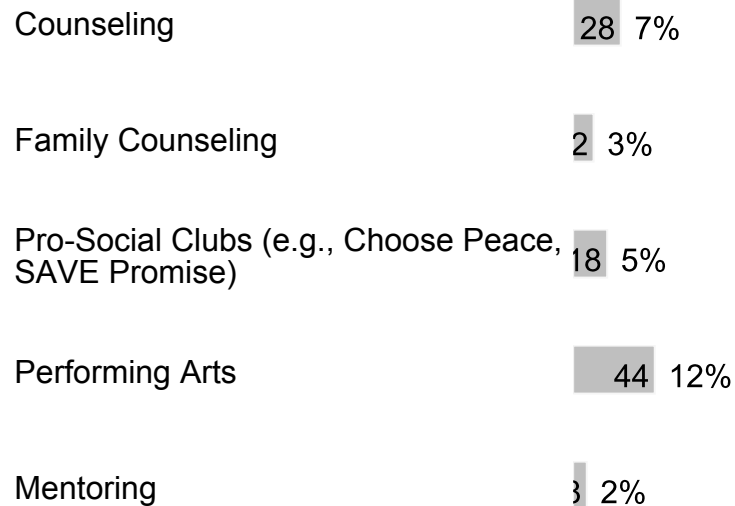 Counseling 28 7%
Family Counseling 2 3%
Pro-Social Clubs (e.g., Choose Peace,
SAVE Promise) 18 5%
Performing Arts 44 12%
Mentoring 2%